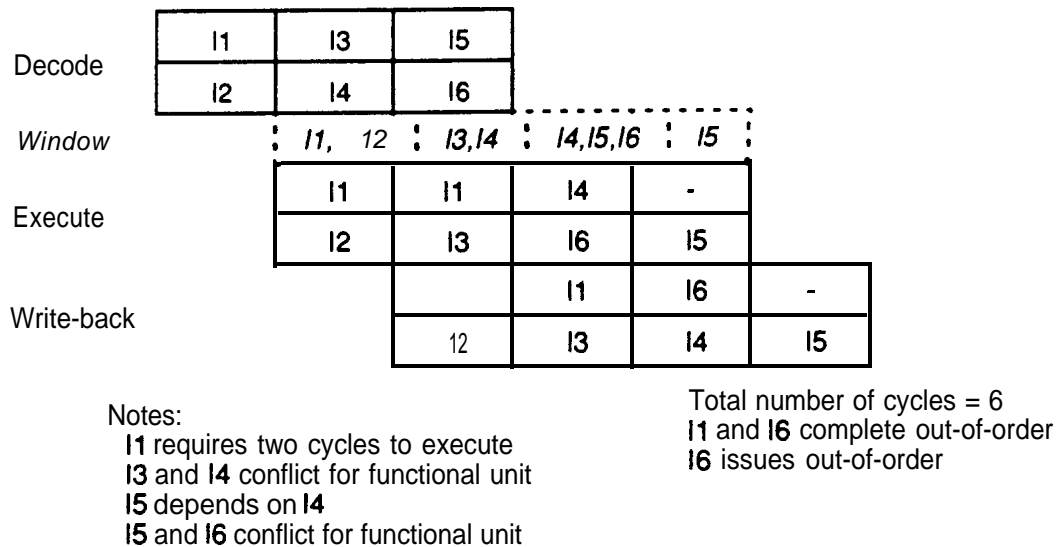 Decode
I1 I3 I5
I2 I4 I6
Window
I1, 12 I3,I4 I4,I5,I6 I5
Execute
I1 I1 I4 -
I2 I3 I6 I5
Write-back
I1 I6 -
12 I3 I4 I5
Notes:
I1 requires two cycles to execute
I3 and I4 conflict for functional unit
I5 depends on I4
I5 and I6 conflict for functional unit
Total number of cycles = 6
I1 and I6 complete out-of-order
I6 issues out-of-order